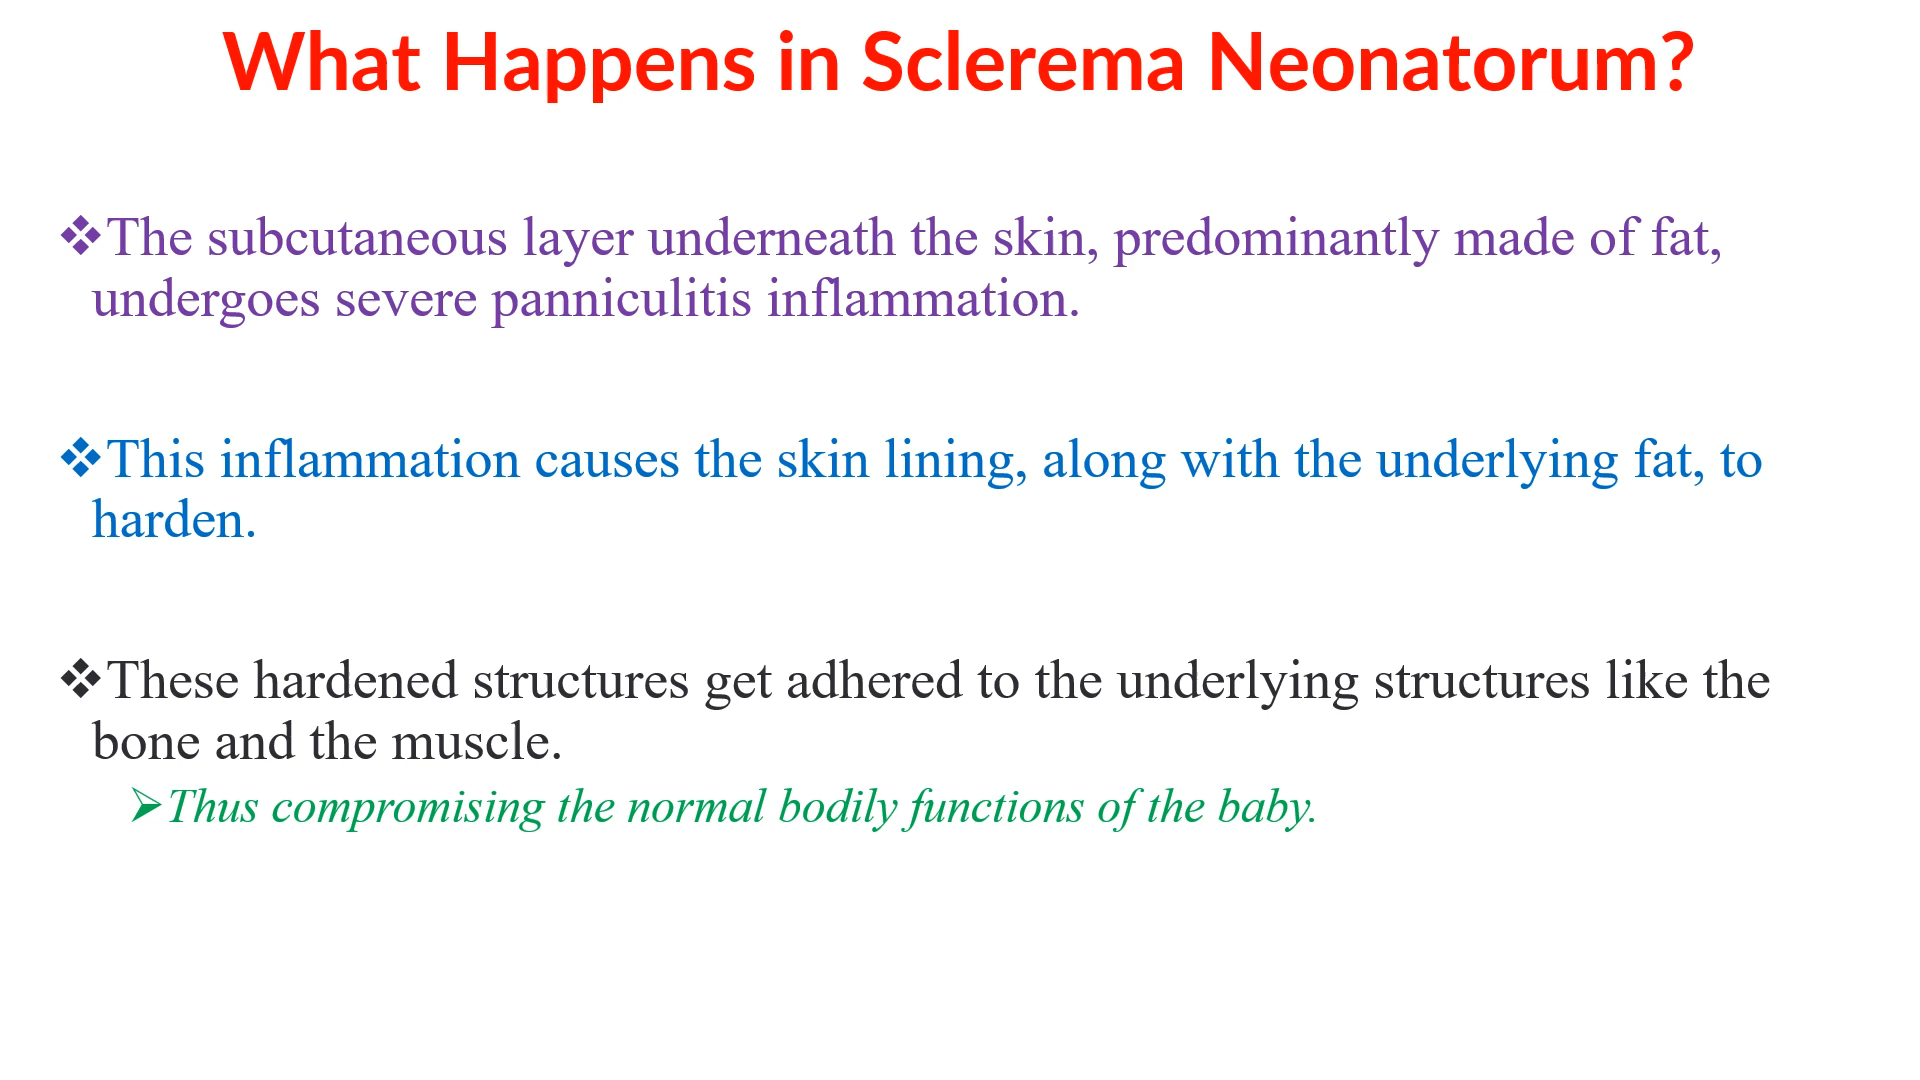 What Happens in Sclerema Neonatorum?
❖The subcutaneous layer underneath the skin, predominantly made of fat,
undergoes severe panniculitis inflammation.
❖This inflammation causes the skin lining, along with the underlying fat, to
harden.
❖These hardened structures get adhered to the underlying structures like the
bone and the muscle.
➢Thus compromising the normal bodily functions of the baby.